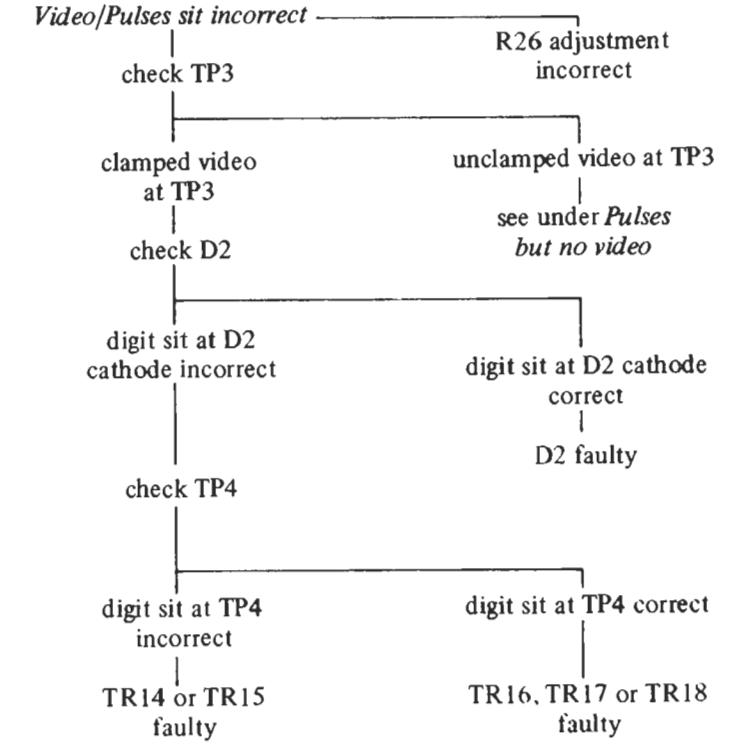 Video/Pulses sit incorrect
R26 adjustment
incorrect
check TP3
clamped video
at TP3
unclamped video at TP3
see under Pulses
but no video
check D2
digit sit at D2
cathode incorrect
digit sit at D2 cathode
correct
D2 faulty
check TP4
digit sit at TP4
incorrect
digit sit at TP4 correct
TR14 or TR15
faulty
TR16, TR17 or TR18
faulty